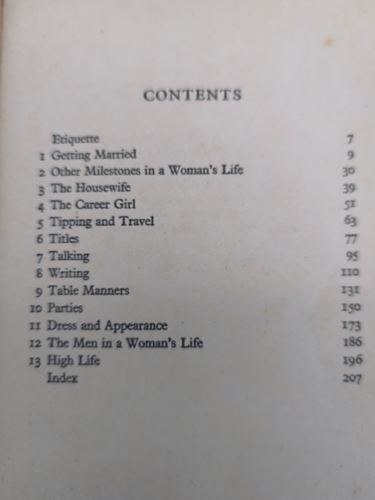 CONTENTS
Etiquette 7
1 Getting Married 9
2 Other Milestones in a Woman's Life 30
3 The Housewife 39
4 The Career Girl 51
5 Tipping and Travel 63
6 Titles 77
7 Talking 95
8 Writing 110
9 Table Manners 131
10 Parties 150
11 Dress and Appearance 173
12 The Men in a Woman's Life 186
13 High Life 196
Index 207